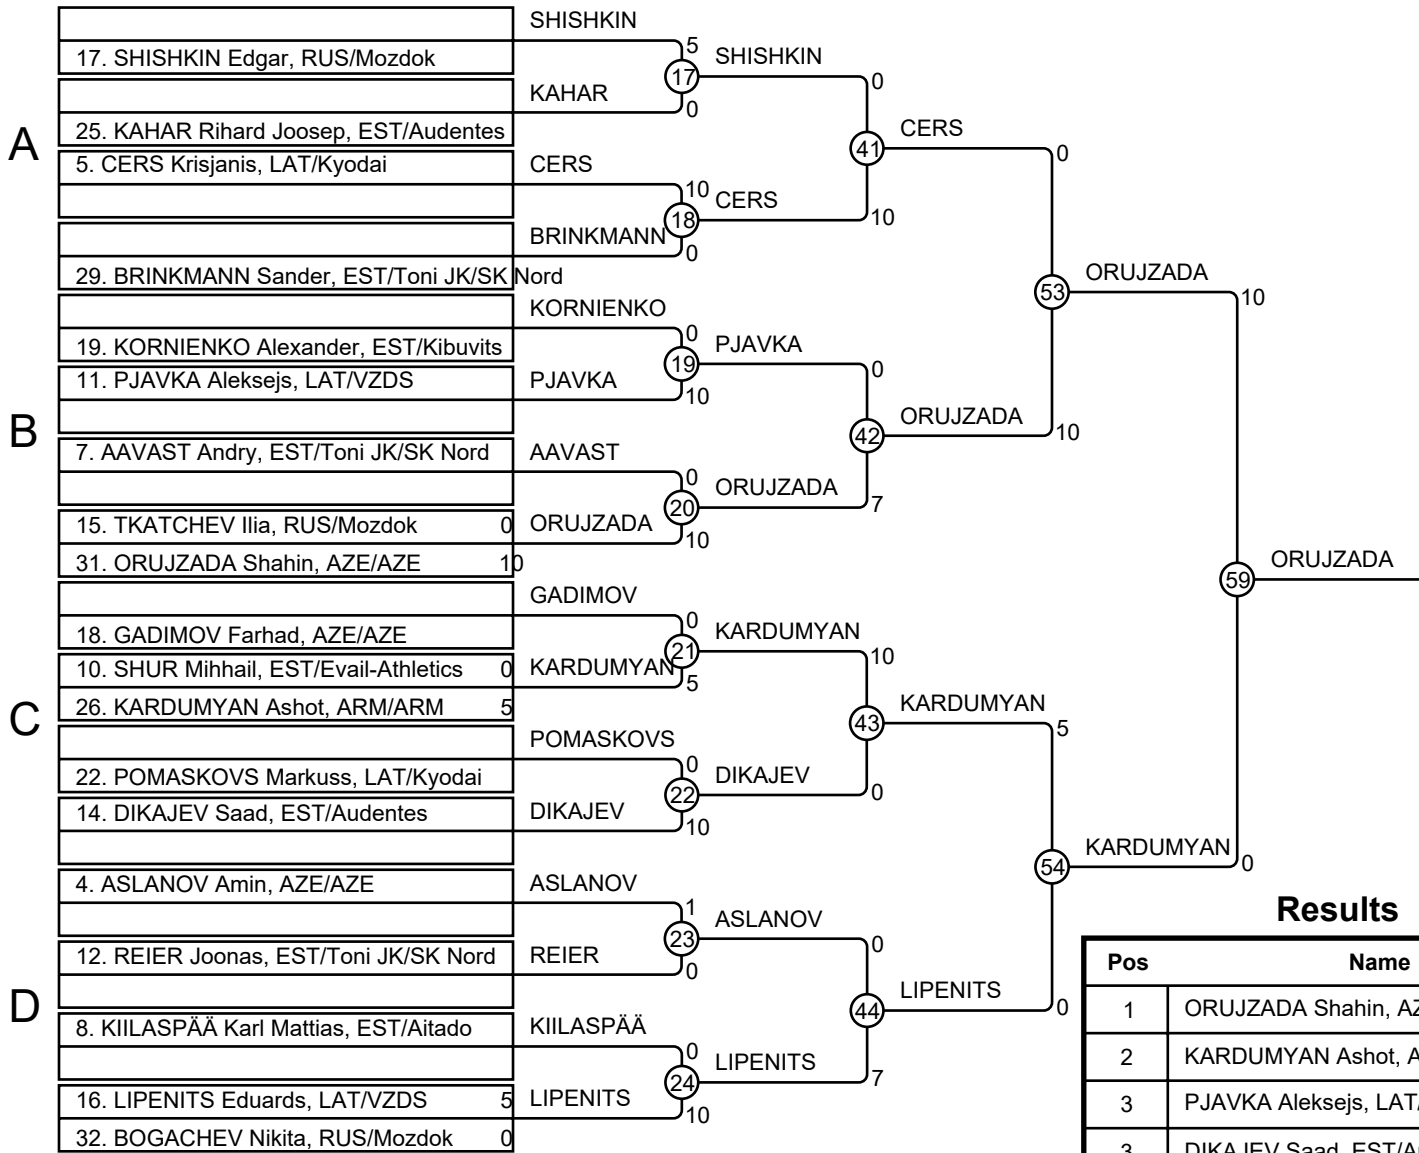 SHISHKIN
17. SHISHKIN Edgar, RUS/Mozdok
5
17
SHISHKIN
KAHAR
0
25. KAHAR Rihard Joosep, EST/Audentes
0
41
CERS
A
5. CERS Krisjanis, LAT/Kyodai
CERS
10
18
CERS
10
0
BRINKMANN
0
29. BRINKMANN Sander, EST/Toni JK/SK Nord
53
ORUJZADA
10
KORNIENKO
19. KORNIENKO Alexander, EST/Kibuvits
0
19
PJAVKA
11. PJAVKA Aleksejs, LAT/VZDS
PJAVKA
10
0
42
ORUJZADA
10
B
7. AAVAST Andry, EST/Toni JK/SK Nord
AAVAST
0
20
ORUJZADA
7
15. TKATCHEV Ilia, RUS/Mozdok 0
ORUJZADA
10
31. ORUJZADA Shahin, AZE/AZE 10
59
ORUJZADA
GADIMOV
18. GADIMOV Farhad, AZE/AZE
0
21
KARDUMYAN
10
10. SHUR Mihhail, EST/Evail-Athletics 0
KARDUMYAN
5
26. KARDUMYAN Ashot, ARM/ARM 5
43
KARDUMYAN
5
C
POMASKOVS
22. POMASKOVS Markuss, LAT/Kyodai
0
22
DIKAJEV
0
14. DIKAJEV Saad, EST/Audentes
DIKAJEV
10
54
KARDUMYAN
0
4. ASLANOV Amin, AZE/AZE
ASLANOV
1
23
ASLANOV
0
12. REIER Joonas, EST/Toni JK/SK Nord
REIER
0
44
LIPENITS
0
D
8. KIILASPÄÄ Karl Mattias, EST/Aitado
KIILASPÄÄ
0
24
LIPENITS
7
16. LIPENITS Eduards, LAT/VZDS 5
LIPENITS
10
32. BOGACHEV Nikita, RUS/Mozdok 0
Results
Pos Name
1 ORUJZADA Shahin,
2 KARDUMYAN Ashot,
3 PJAVKA Aleksejs, LAT/
3 DIKAJEV Saad,